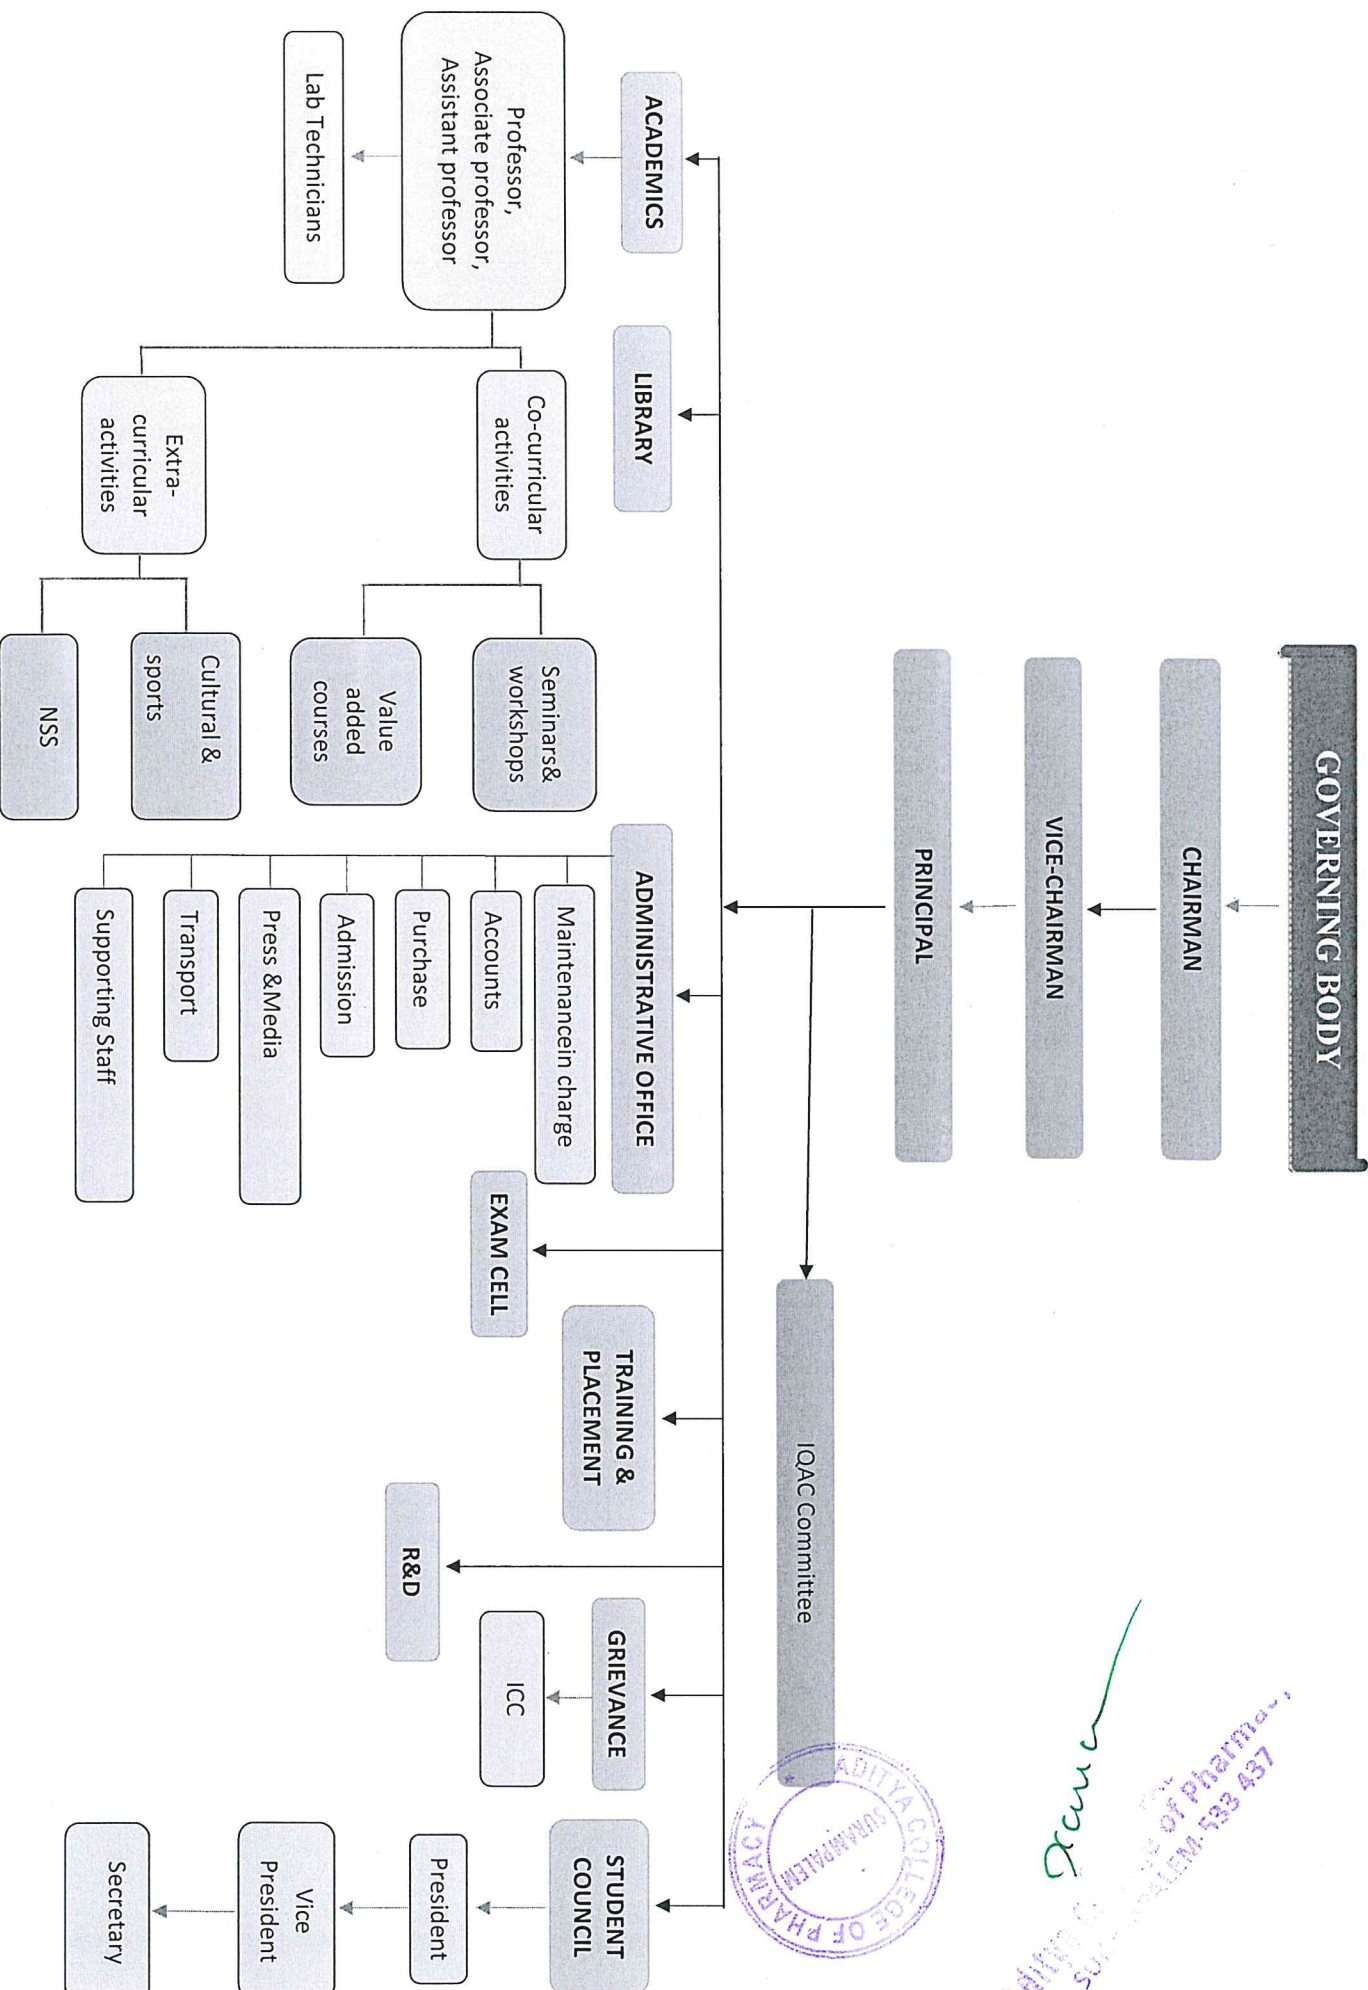 GOVERNING BODY
CHAIRMAN
VICE-CHAIRMAN
PRINCIPAL
IQAC Committee
ACADEMICS
LIBRARY
ADMINISTRATIVE OFFICE
EXAM CELL
TRAINING &
PLACEMENT
R&D
GRIEVANCE
STUDENT
COUNCIL
Professor,
Associate professor,
Assistant professor
Lab Technicians
Co-curricular
activities
Seminars&
workshops
Value
added
courses
Extra-
curricular
activities
Cultural &
sports
NSS
Maintenancein charge
Accounts
Purchase
Admission
Press &Media
Transport
Supporting Staff
ICC
President
Vice
President
Secretary
ADITYA COLLEGE OF PHARMACY
SURAMPALEM
of Pharmacy
533 437